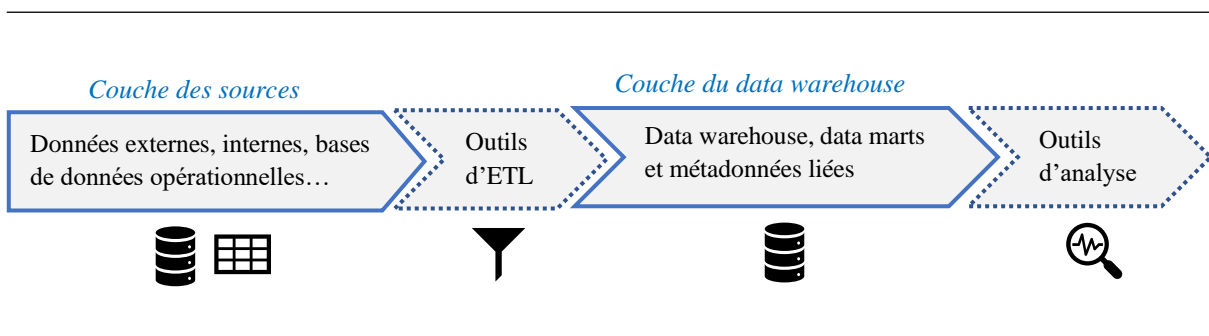 Couche des sources
Couche du data warehouse
Données externes, internes, bases
de données opérationnelles…
Outils
d’ETL
Data warehouse, data marts
et métadonnées liées
Outils
d’analyse